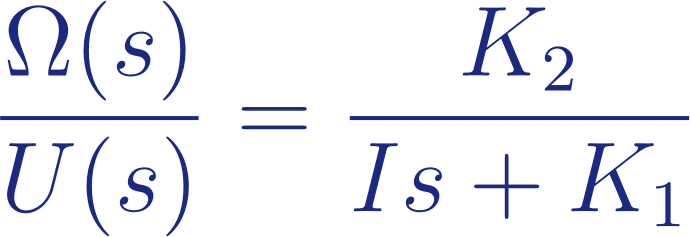 Ω(s)/U(s) = K₂/(Is + K₁)